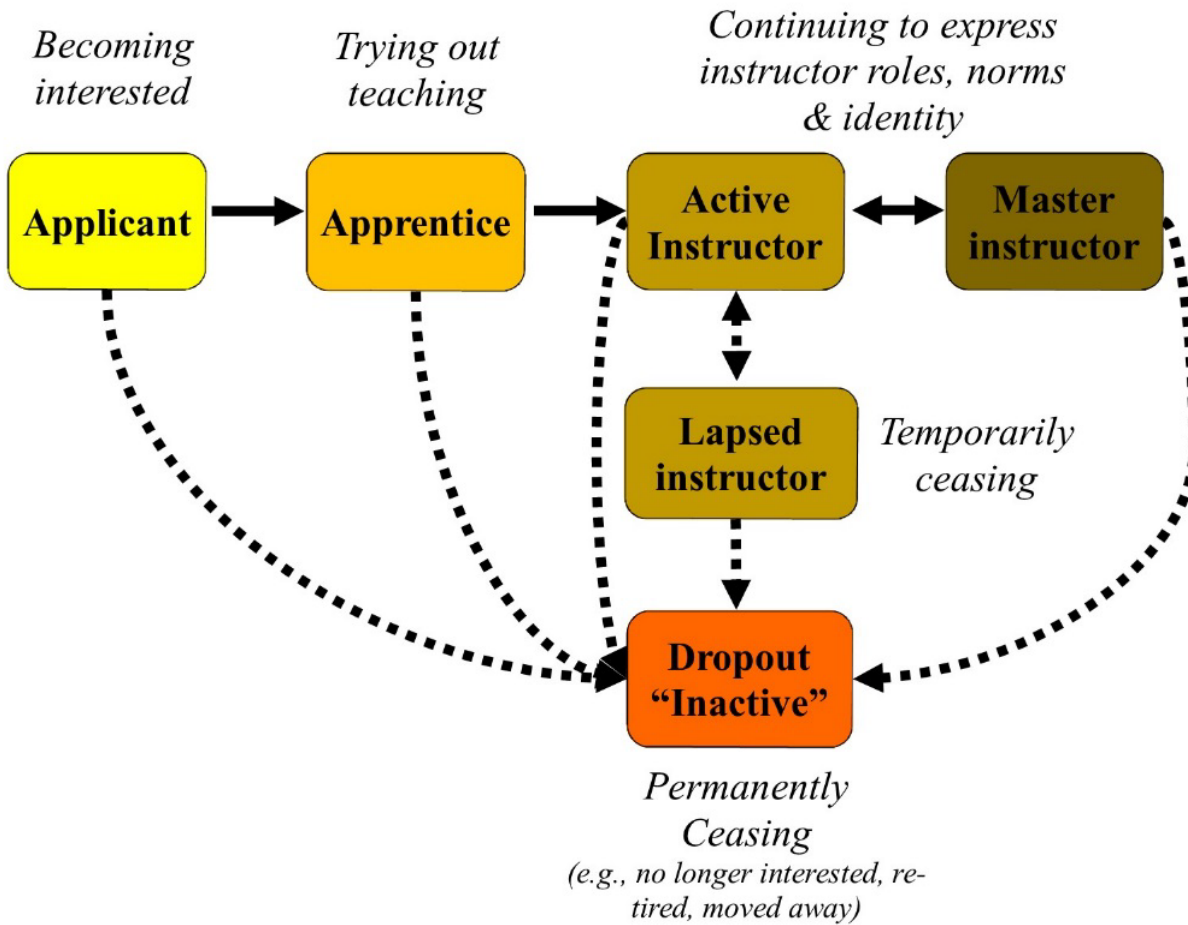 Becoming
interested
Trying out
teaching
Continuing to express
instructor roles, norms
& identity
Applicant
Apprentice
Active
Instructor
Master
instructor
Lapsed
instructor
Temporarily
ceasing
Dropout
“Inactive”
Permanently
Ceasing
(e.g., no longer interested, re-
tired, moved away)